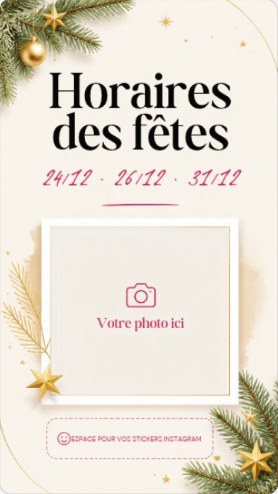 Horaires
des fêtes
24/12 · 26/12 · 31/12
Votre photo ici
ESPACE POUR VOS STICKERS INSTAGRAM